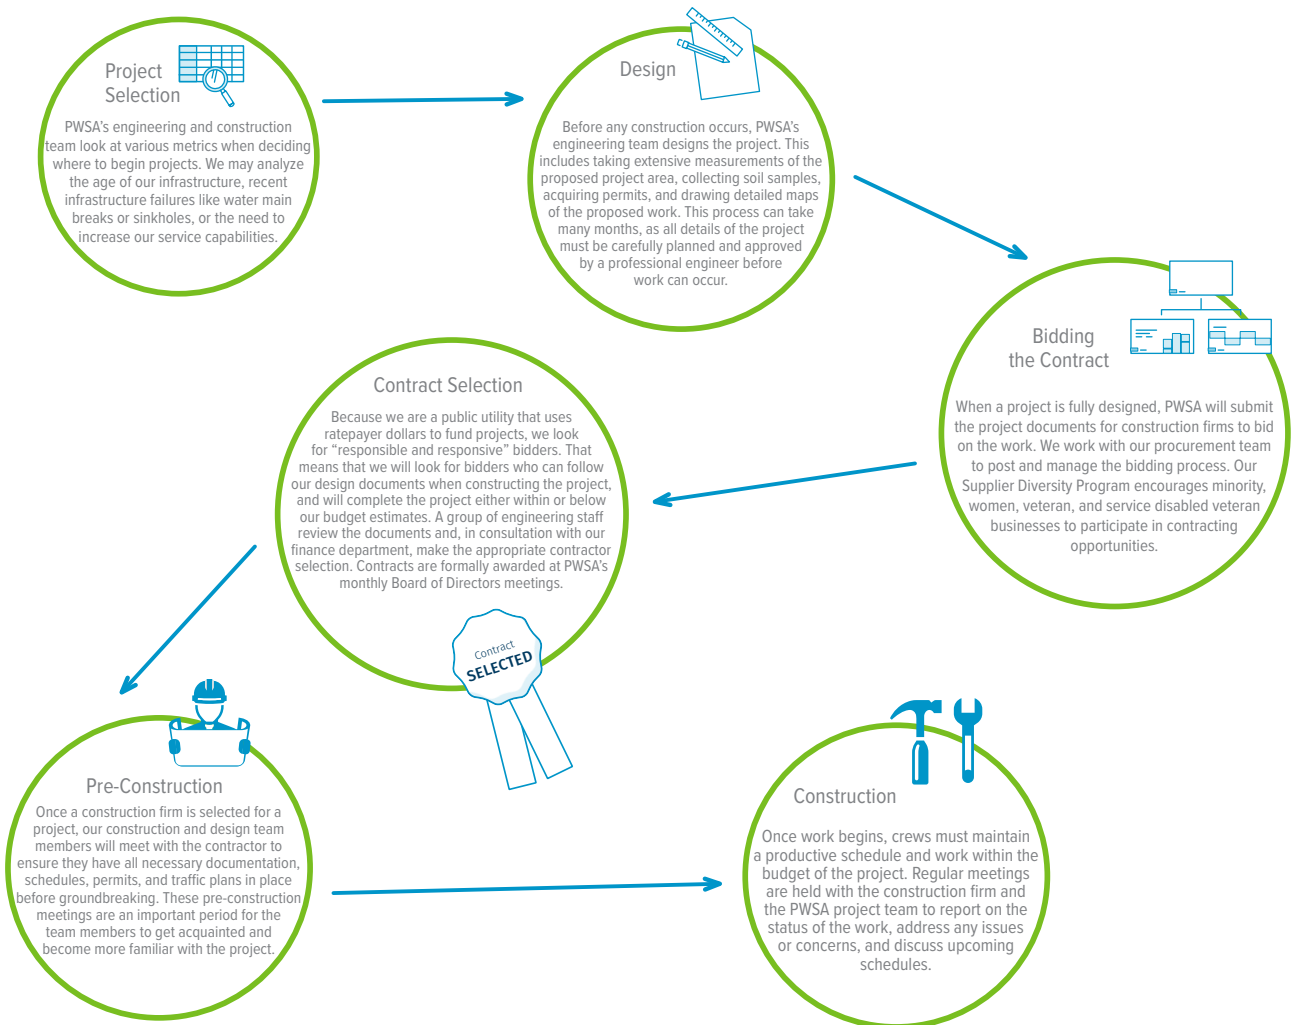 Project
Selection
PWSA's engineering and construction
team look at various metrics when deciding
where to begin projects. We may analyze
the age of our infrastructure, recent
infrastructure failures like water main
breaks or sinkholes, or the need to
increase our service capabilities.
Design
Before any construction occurs, PWSA's
engineering team designs the project. This
includes taking extensive measurements of the
proposed project area, collecting soil samples,
acquiring permits, and drawing detailed maps
of the proposed work. This process can take
many months, as all details of the project
must be carefully planned and approved
by a professional engineer before
work can occur.
Bidding
the Contract
When a project is fully designed, PWSA will submit
the project documents for construction firms to bid
on the work. We work with our procurement team
to post and manage the bidding process. Our
Supplier Diversity Program encourages minority,
women, veteran, and service disabled veteran
businesses to participate in contracting
opportunities.
Contract Selection
Because we are a public utility that uses
ratepayer dollars to fund projects, we look
for “responsible and responsive” bidders. That
means that we will look for bidders who can follow
our design documents when constructing the project,
and will complete the project either within or below
our budget estimates. A group of engineering staff
review the documents and, in consultation with our
finance department, make the appropriate contractor
selection. Contracts are formally awarded at PWSA's
monthly Board of Directors meetings.
Contract
SELECTED
Pre-Construction
Once a construction firm is selected for a
project, our construction and design team
members will meet with the contractor to
ensure they have all necessary documentation,
schedules, permits, and traffic plans in place
before groundbreaking. These pre-construction
meetings are an important period for the
team members to get acquainted and
become more familiar with the project.
Construction
Once work begins, crews must maintain
a productive schedule and work within the
budget of the project. Regular meetings
are held with the construction firm and
the PWSA project team to report on the
status of the work, address any issues
or concerns, and discuss upcoming
schedules.